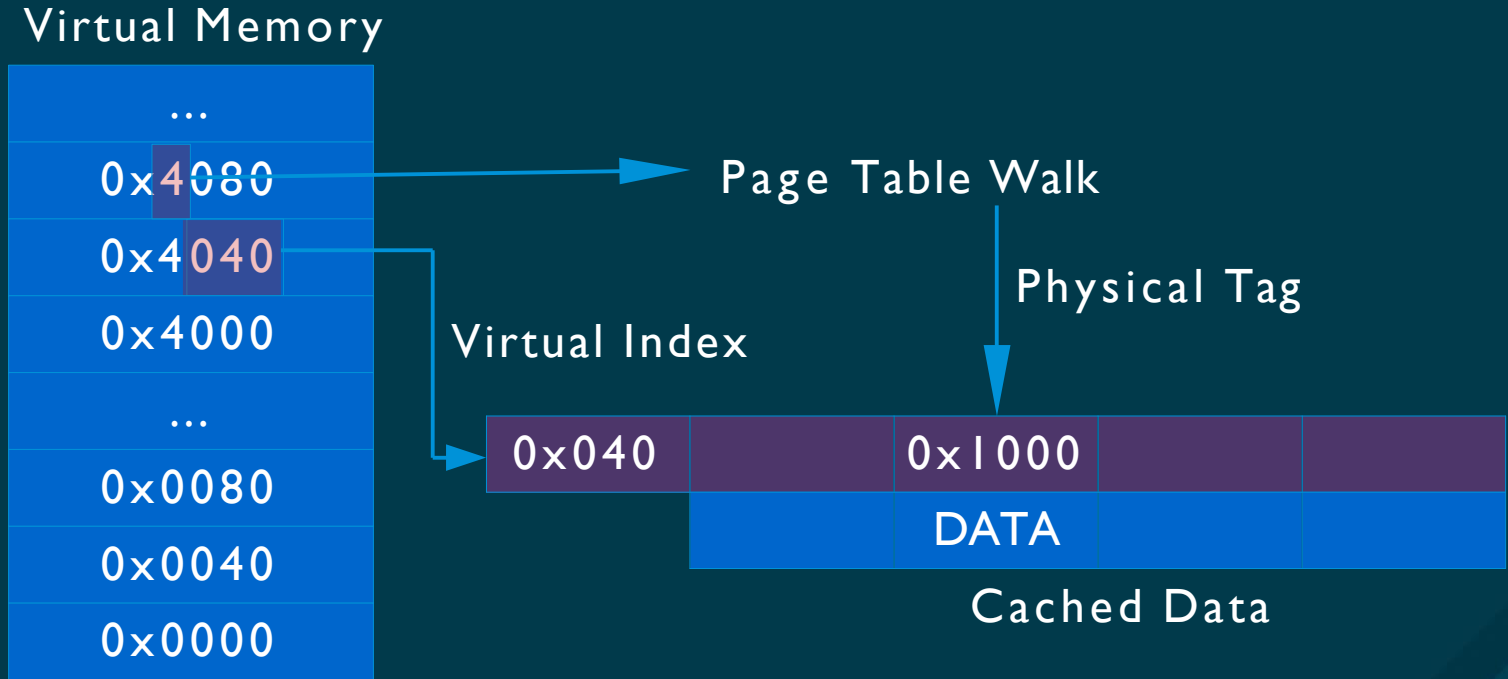 Virtual Memory
...
0x4080
0x4040
0x4000
...
0x0080
0x0040
0x0000
Page Table Walk
Physical Tag
Virtual Index
0x040
0x1000
DATA
Cached Data